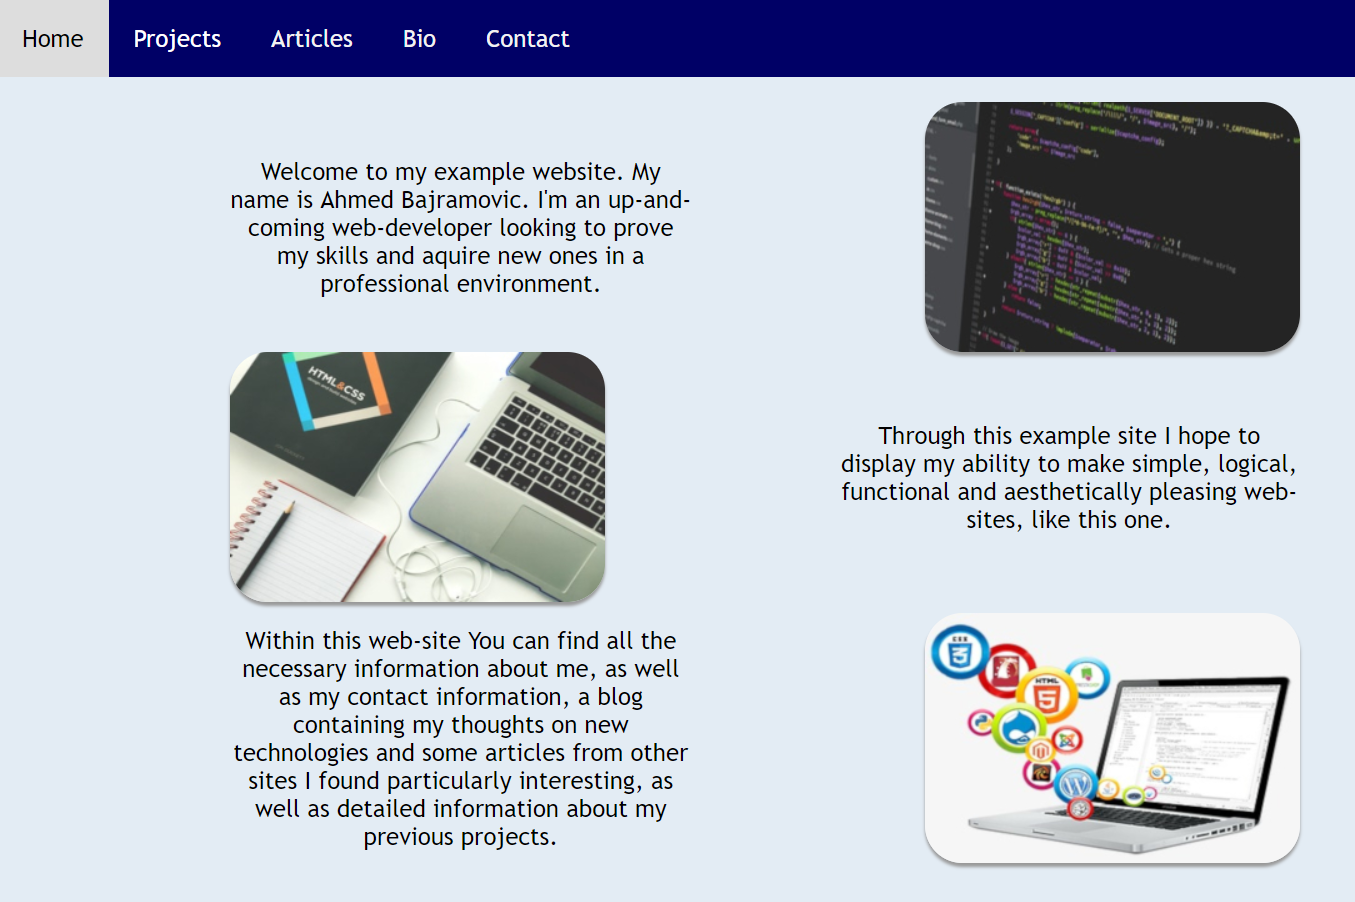 Home Projects Articles Bio Contact
Welcome to my example website. My
name is Ahmed Bajramovic. I'm an up-and-
coming web-developer looking to prove
my skills and aquire new ones in a
professional environment.
HTML&CSS
Through this example site I hope to
display my ability to make simple, logical,
functional and aesthetically pleasing web-
sites, like this one.
Within this web-site You can find all the
necessary information about me, as well
as my contact information, a blog
containing my thoughts on new
technologies and some articles from other
sites I found particularly interesting, as
well as detailed information about my
previous projects.
CSS
3
HTML
5